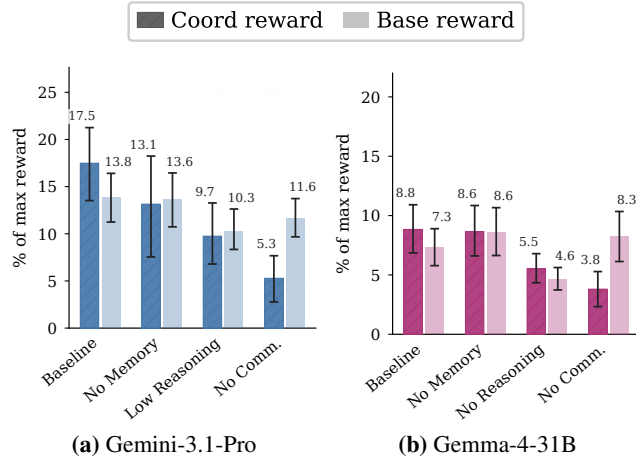 Coord reward
Base reward
% of max reward
25
20
15
10
5
0
17.5
13.8
13.1
13.6
9.7
10.3
5.3
11.6
Baseline
No Memory
Low Reasoning
No Comm.
(a) Gemini-3.1-Pro
% of max reward
20
15
10
5
0
8.8
7.3
8.6
8.6
5.5
4.6
3.8
8.3
Baseline
No Memory
No Reasoning
No Comm.
(b) Gemma-4-31B